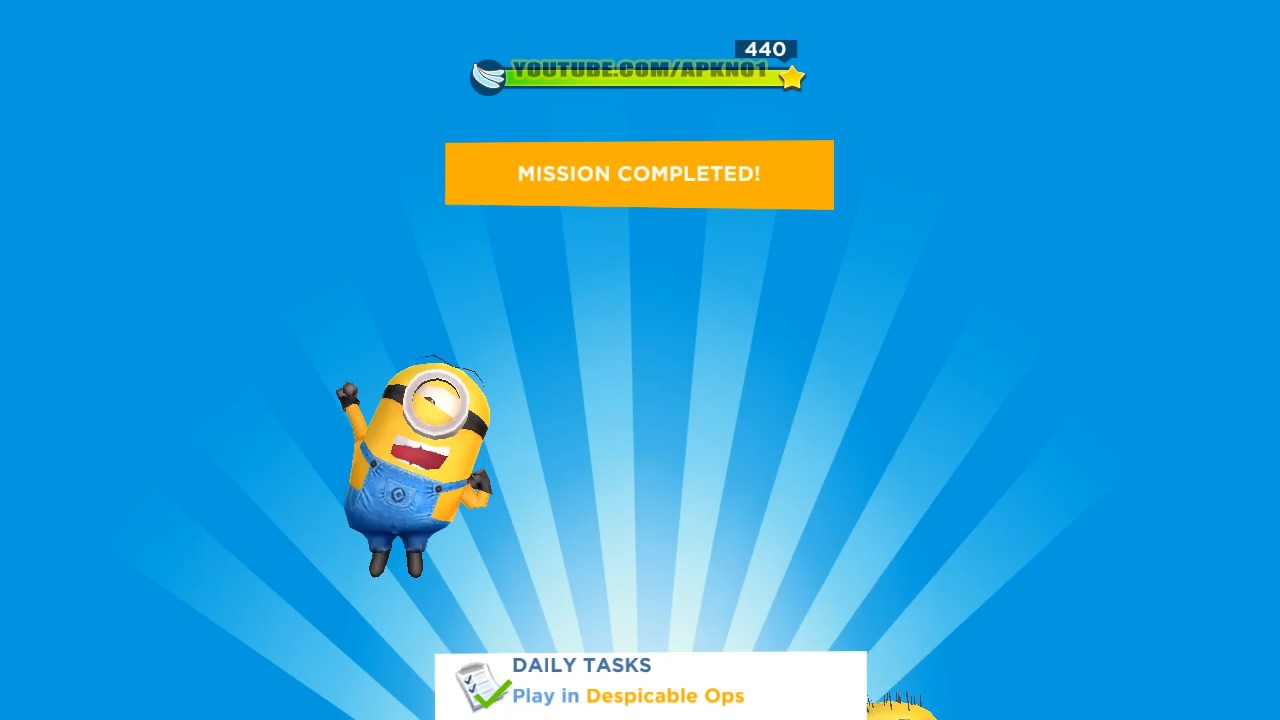 440
YOUTUBE.COM/APKNO1
MISSION COMPLETED!
DAILY TASKS
Play in Despicable Ops